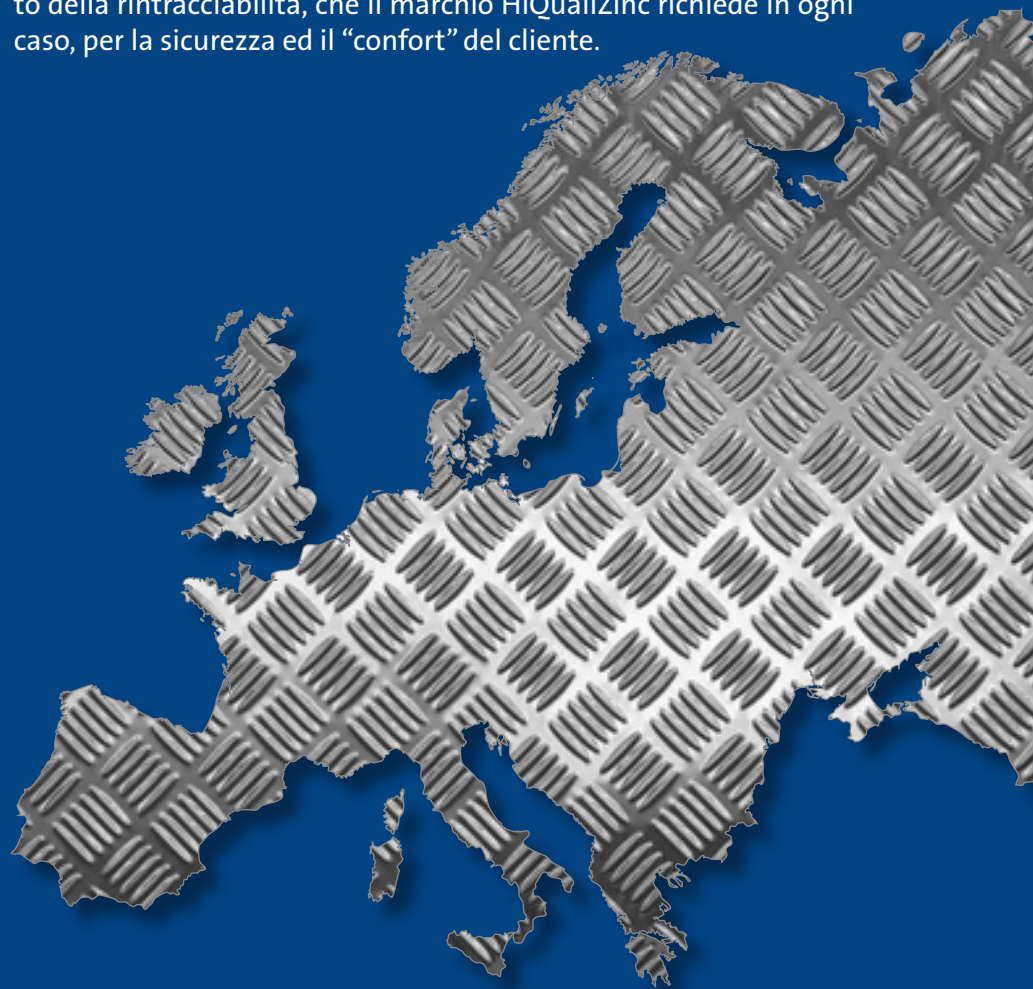 to della rintracciabilità, che il marchio HiQualiZinc richiede in ogni
caso, per la sicurezza ed il “confort” del cliente.